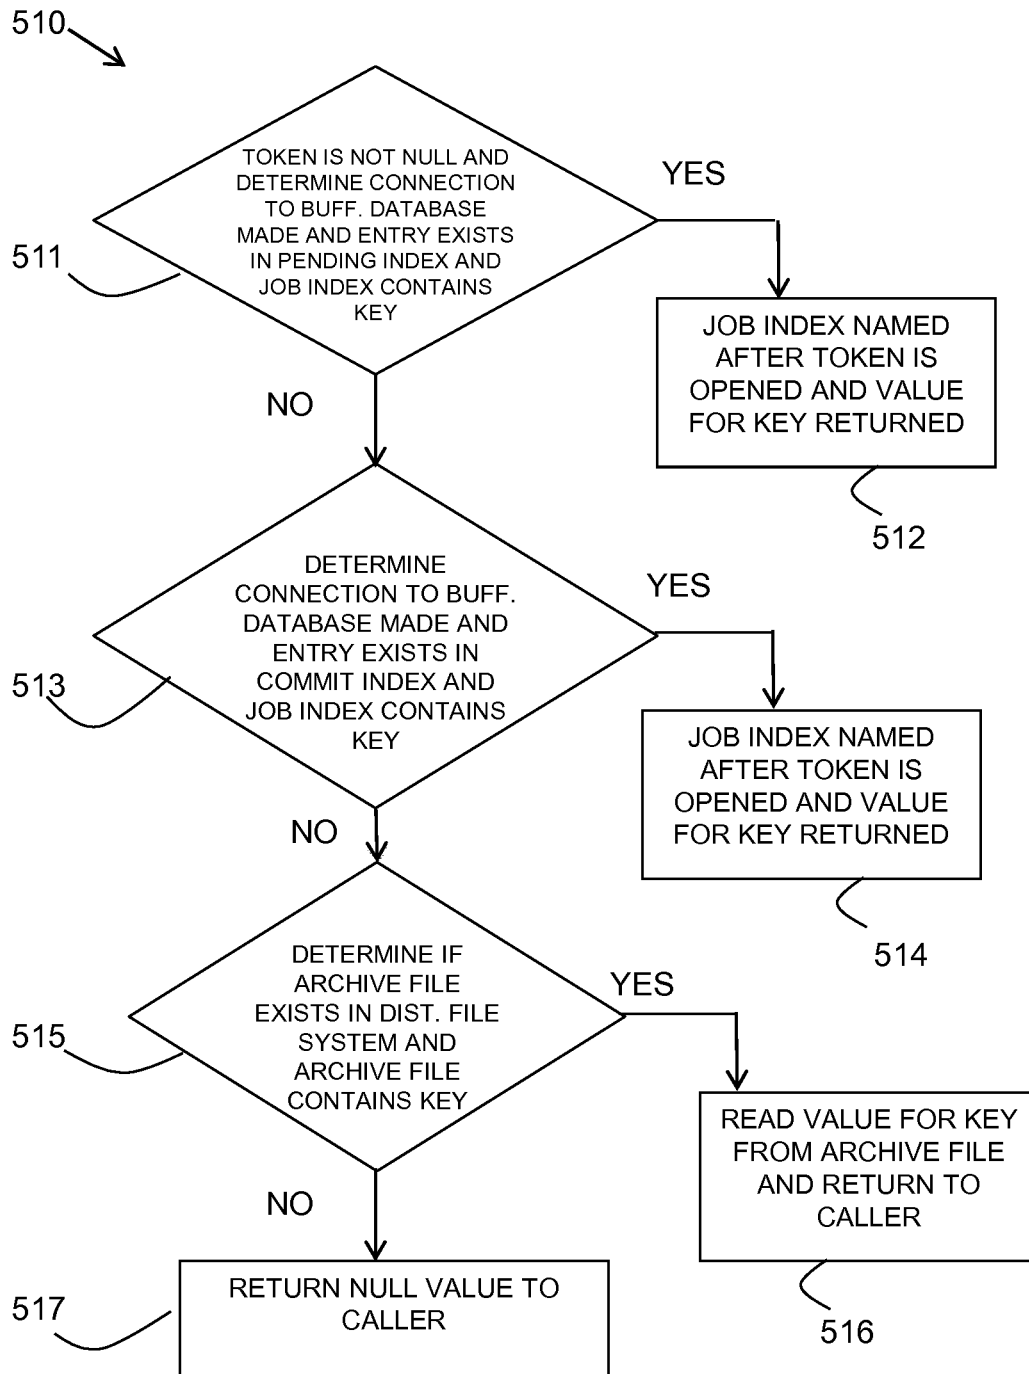 510
TOKEN IS NOT NULL AND
DETERMINE CONNECTION
TO BUFF. DATABASE
MADE AND ENTRY EXISTS
IN PENDING INDEX AND
JOB INDEX CONTAINS
KEY
YES
511
JOB INDEX NAMED
AFTER TOKEN IS
OPENED AND VALUE
FOR KEY RETURNED
NO
512
DETERMINE
CONNECTION TO BUFF.
DATABASE MADE AND
ENTRY EXISTS IN
COMMIT INDEX AND
JOB INDEX CONTAINS
KEY
YES
513
JOB INDEX NAMED
AFTER TOKEN IS
OPENED AND VALUE
FOR KEY RETURNED
NO
514
DETERMINE IF
ARCHIVE FILE
EXISTS IN DIST. FILE
SYSTEM AND
ARCHIVE FILE
CONTAINS KEY
YES
515
READ VALUE FOR KEY
FROM ARCHIVE FILE
AND RETURN TO
CALLER
NO
516
RETURN NULL VALUE TO
CALLER
517